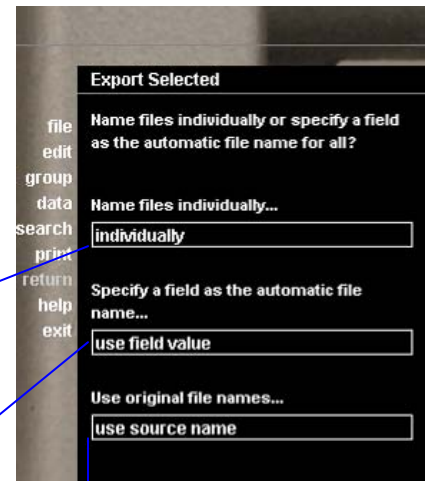 Export Selected
file
edit
group
data
search
print
return
help
exit
Name files individually or specify a field
as the automatic file name for all?
Name files individually...
individually
Specify a field as the automatic file
name...
use field value
Use original file names...
use source name